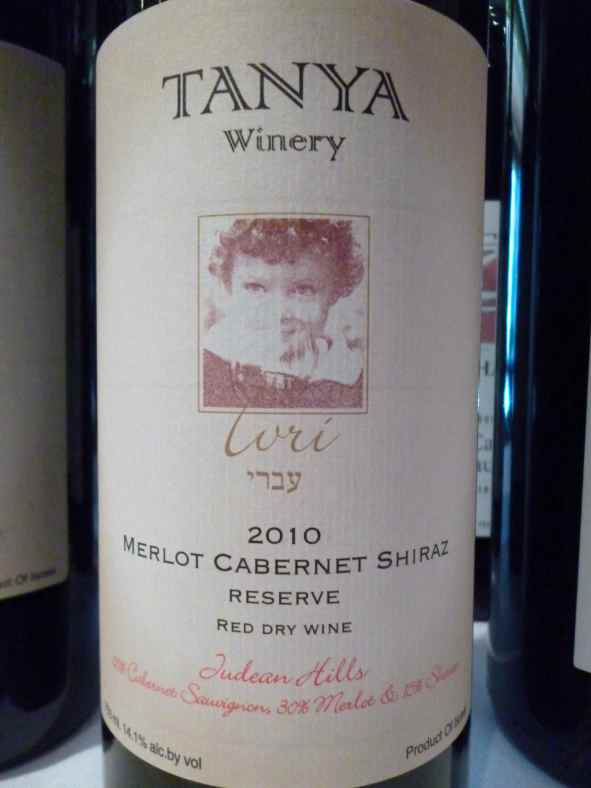 TANYA
Winery
Ivri
עברי
2010
MERLOT CABERNET SHIRAZ
RESERVE
RED DRY WINE
Judean Hills
Cabernet Sauvignon, 30% Merlot & 15% Shiraz
14.1% alc.by vol
Product Of Israel